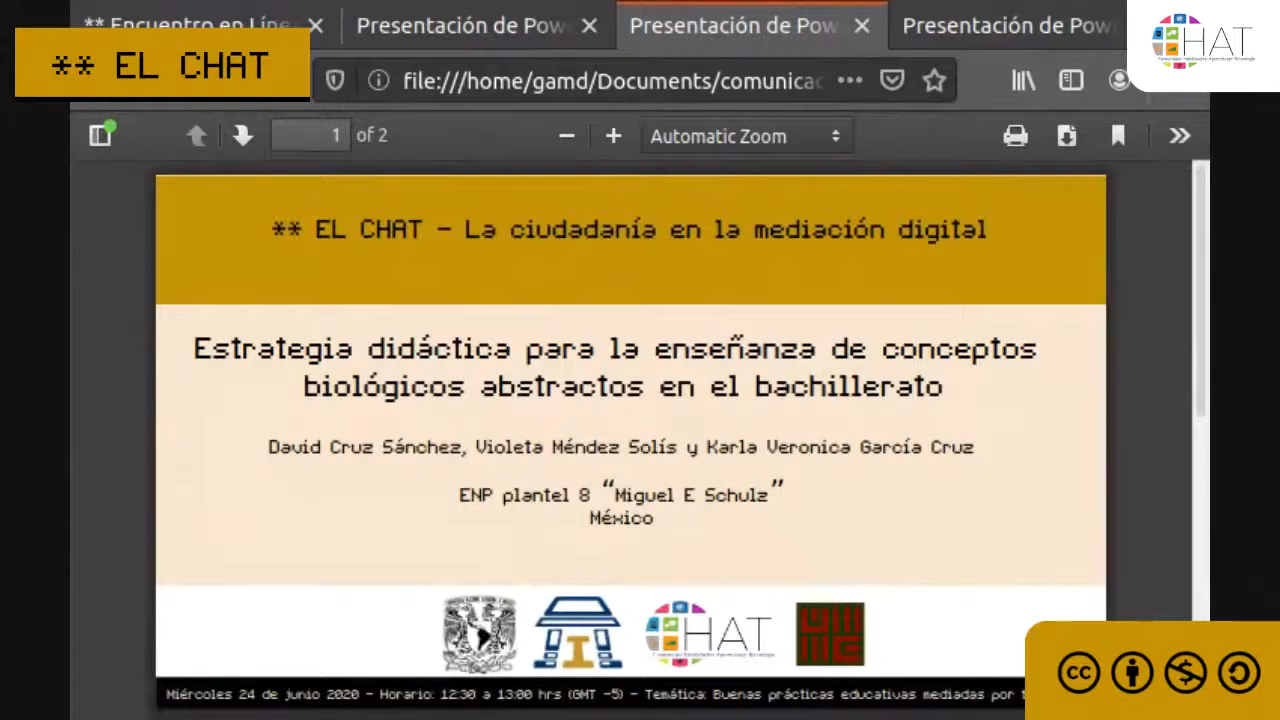 ** Encuentro en Líne
Presentación de Pow
Presentación de Pow
Presentación de Pow
** EL CHAT
HAT
file:///home/gamd/Documents/comunicac
1 of 2
Automatic Zoom
** EL CHAT - La ciudadanía en la mediación digital
Estrategia didáctica para la enseñanza de conceptos
biológicos abstractos en el bachillerato
David Cruz Sánchez, Violeta Méndez Solís y Karla Veronica García Cruz
ENP plantel 8 “Miguel E Schulz”
México
HAT
cc
Miércoles 24 de junio 2020 - Horario: 12:30 a 13:00 hrs (GMT -5) - Temática: Buenas prácticas educativas mediadas por t